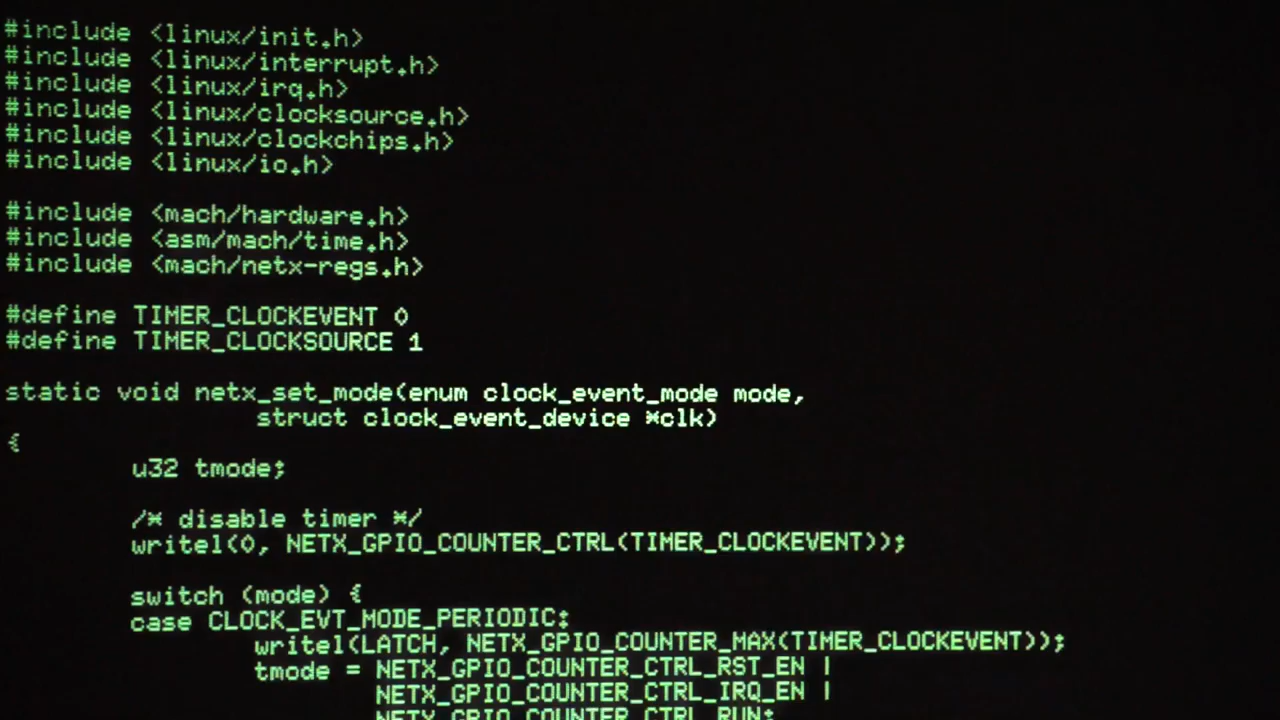 #include <linux/init.h>
#include <linux/interrupt.h>
#include <linux/irq.h>
#include <linux/clocksource.h>
#include <linux/clockchips.h>
#include <linux/io.h>

#include <mach/hardware.h>
#include <asm/mach/time.h>
#include <mach/netx-regs.h>

#define TIMER_CLOCKEVENT 0
#define TIMER_CLOCKSOURCE 1

static void netx_set_mode(enum clock_event_mode mode,
                struct clock_event_device *clk)
{
        u32 tmode;

        /* disable timer */
        writel(0, NETX_GPIO_COUNTER_CTRL(TIMER_CLOCKEVENT));

        switch (mode) {
        case CLOCK_EVT_MODE_PERIODIC:
                writel(LATCH, NETX_GPIO_COUNTER_MAX(TIMER_CLOCKEVENT));
                tmode = NETX_GPIO_COUNTER_CTRL_RST_EN |
                        NETX_GPIO_COUNTER_CTRL_IRQ_EN |
                        NETX_GPIO_COUNTER_CTRL_RUN;